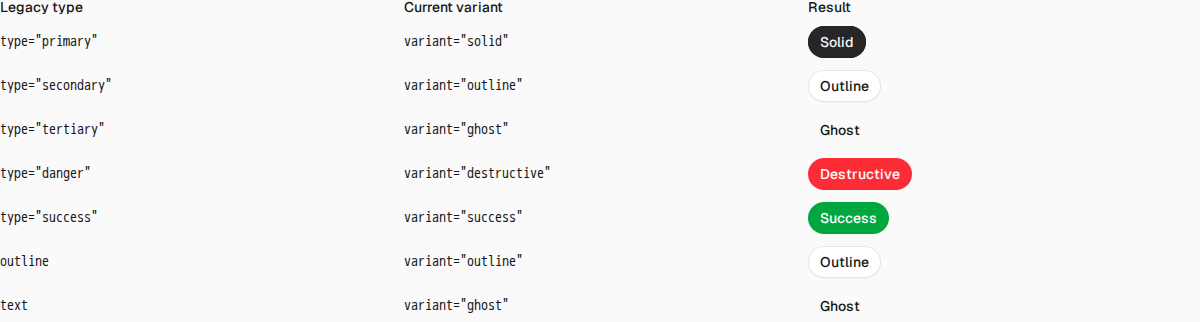 Legacy type Current variant Result
type="primary" variant="solid" Solid
type="secondary" variant="outline" Outline
type="tertiary" variant="ghost" Ghost
type="danger" variant="destructive" Destructive
type="success" variant="success" Success
outline variant="outline" Outline
text variant="ghost" Ghost